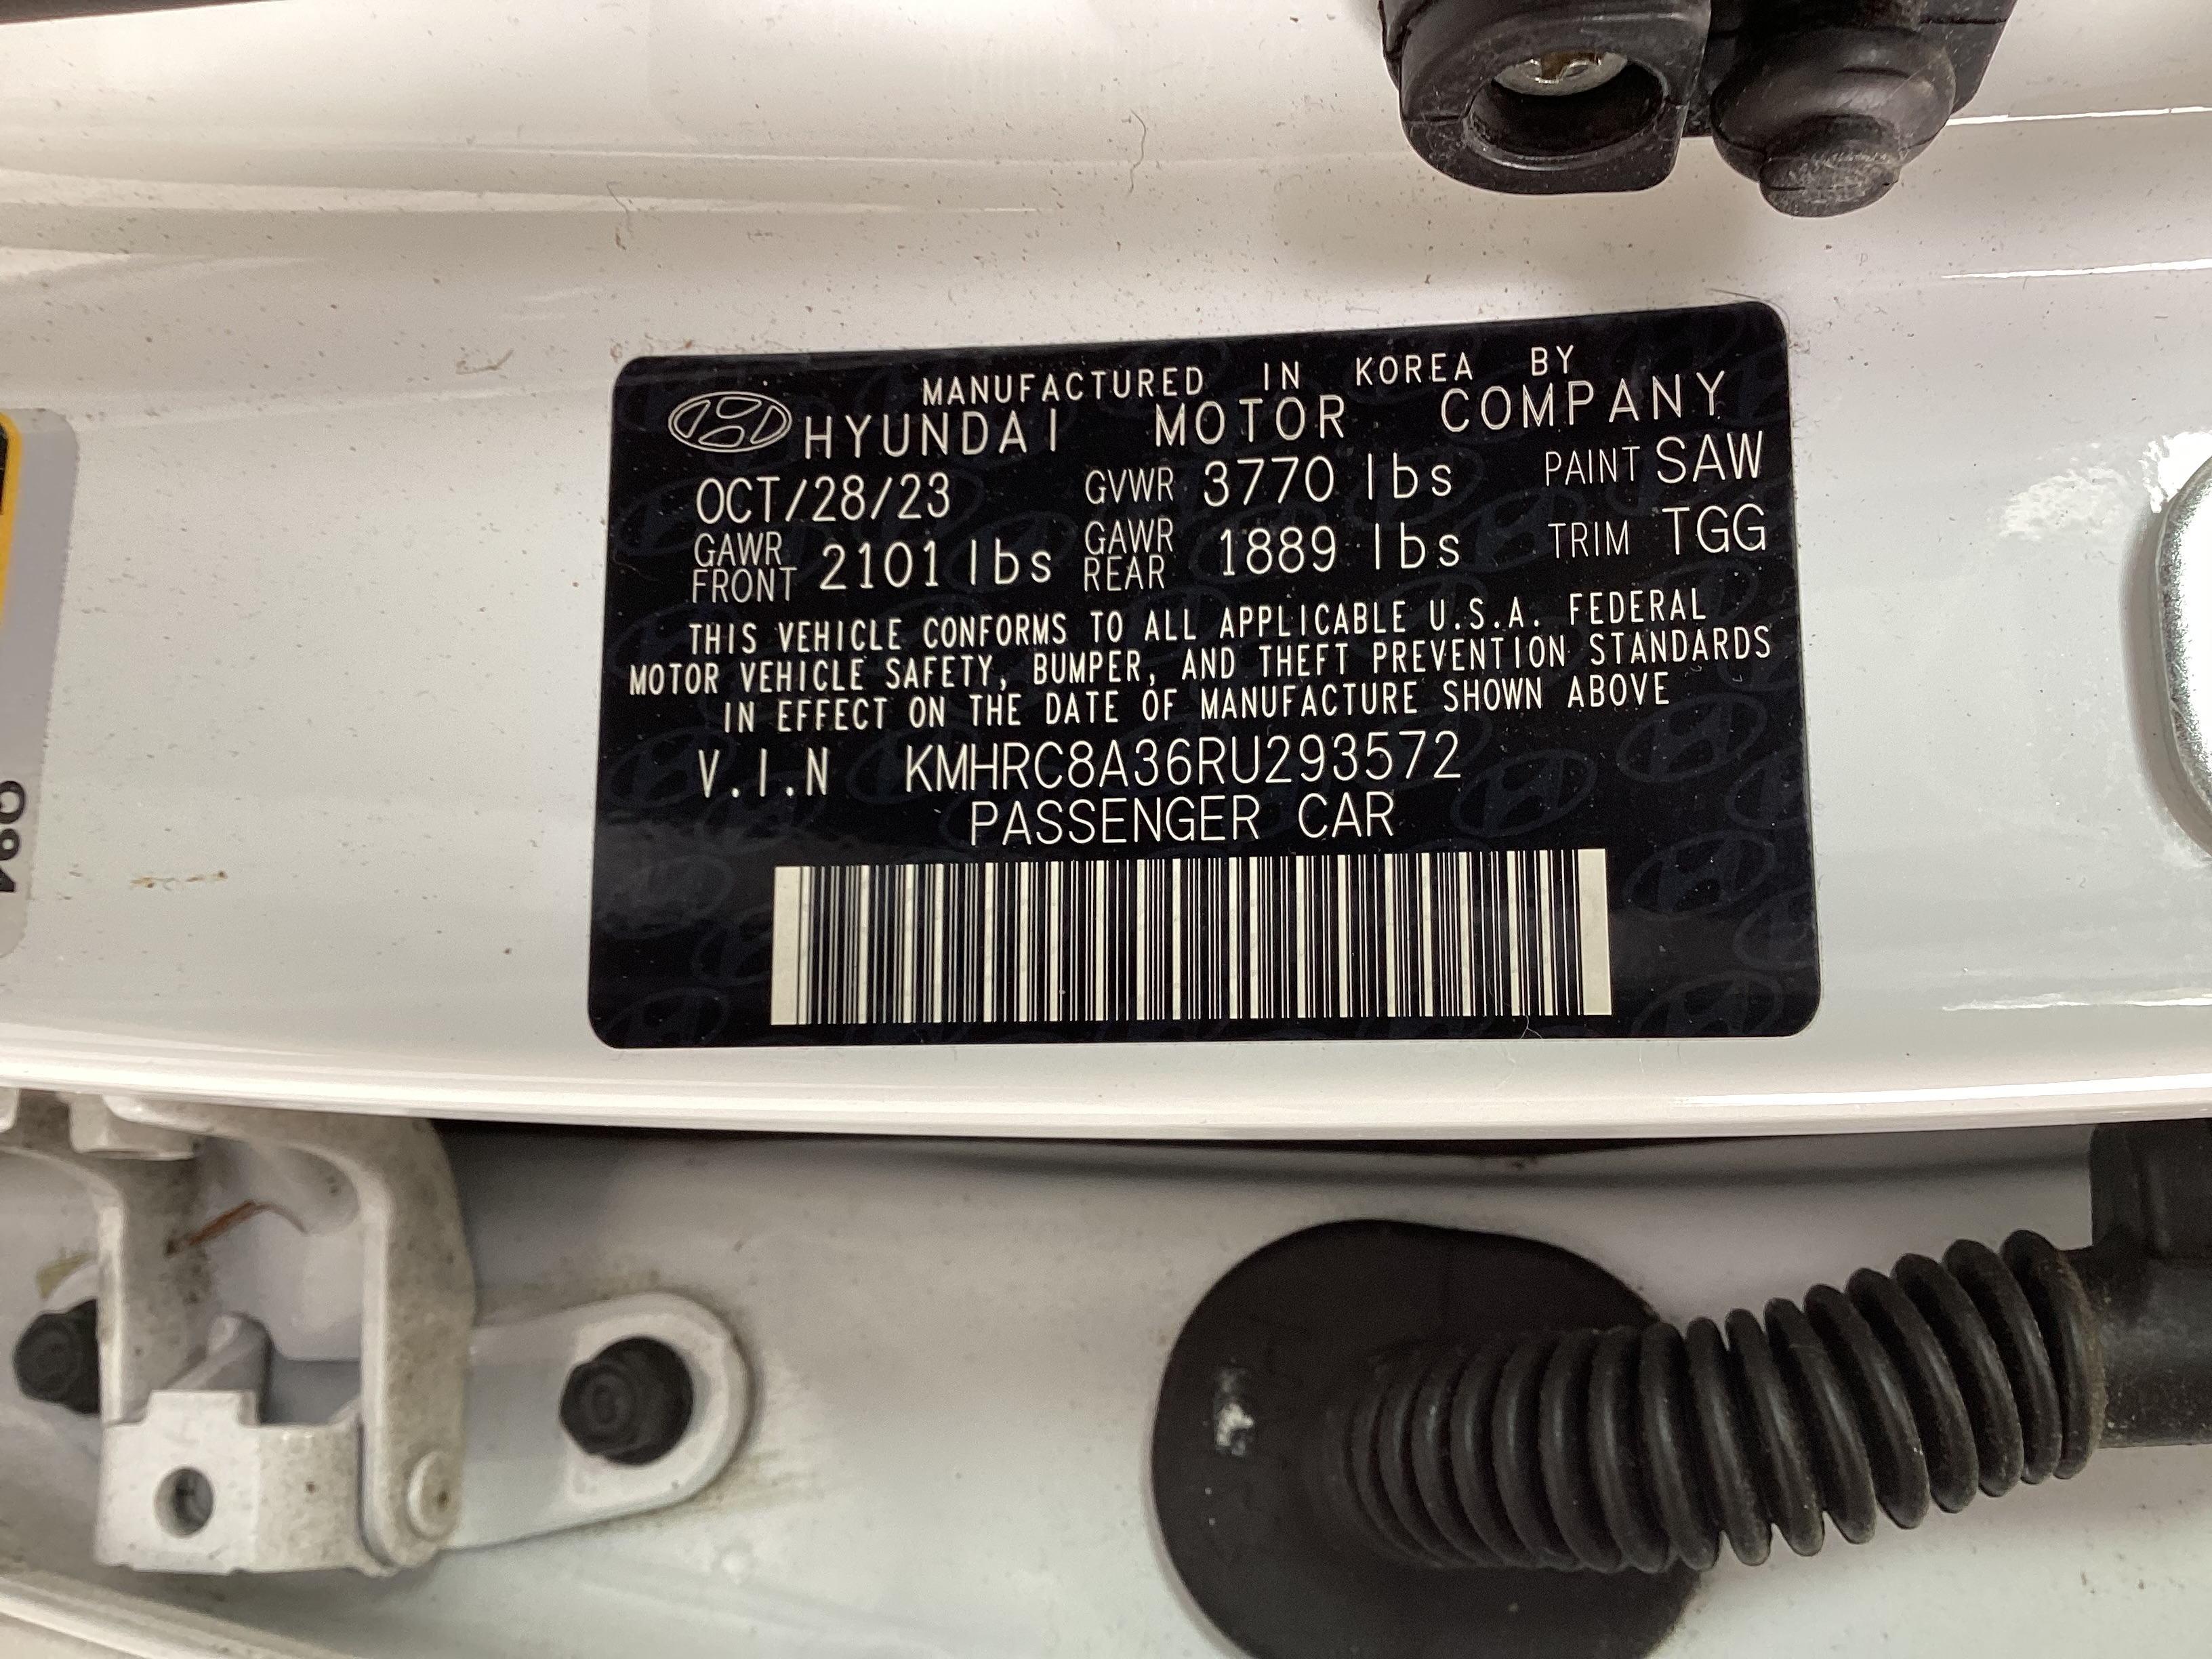 MANUFACTURED IN KOREA BY
HYUNDAI MOTOR COMPANY
OCT/28/23 GVWR 3770 lbs PAINT SAW
GAWR FRONT 2101 lbs GAWR REAR 1889 lbs TRIM TGG
THIS VEHICLE CONFORMS TO ALL APPLICABLE U.S.A. FEDERAL
MOTOR VEHICLE SAFETY, BUMPER, AND THEFT PREVENTION STANDARDS
IN EFFECT ON THE DATE OF MANUFACTURE SHOWN ABOVE
V.I.N KMHRC8A36RU293572
PASSENGER CAR